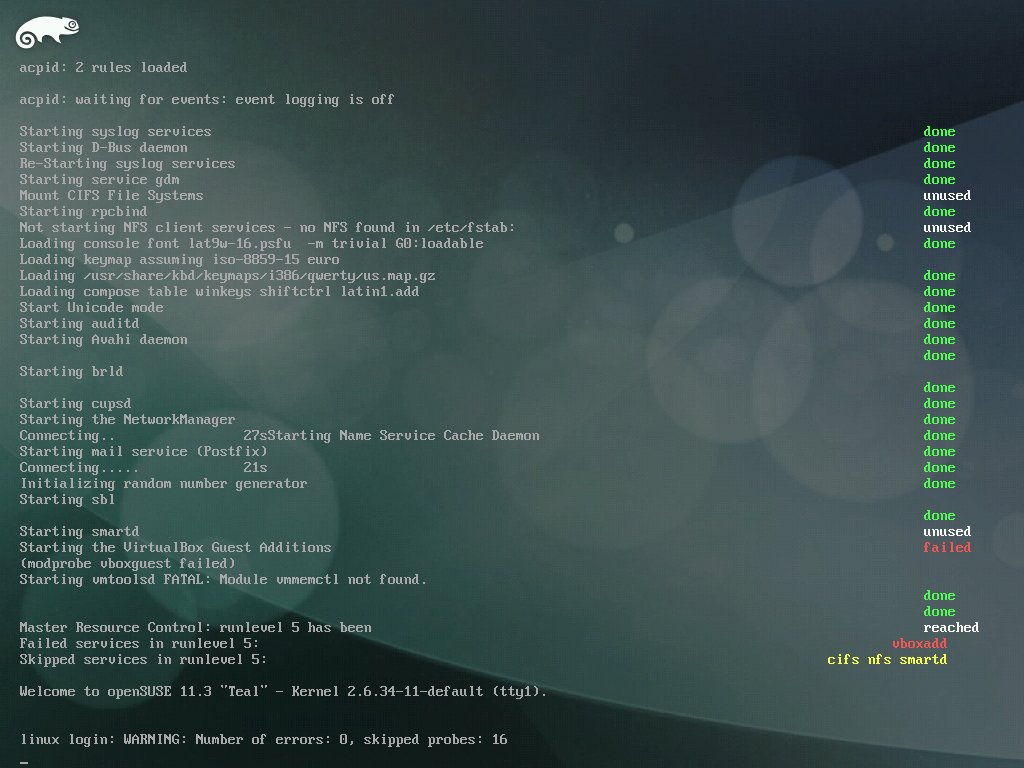 acpid: 2 rules loaded
acpid: waiting for events: event logging is off
Starting syslog services done
Starting D-Bus daemon done
Re-Starting syslog services done
Starting service gdm done
Mount CIFS File Systems unused
Starting rpcbind done
Not starting NFS client services - no NFS found in /etc/fstab: unused
Loading console font lat9w-16.psfu  -m trivial G0:loadable done
Loading keymap assuming iso-8859-15 euro
Loading /usr/share/kbd/keymaps/i386/qwerty/us.map.gz done
Loading compose table winkeys shiftctrl latin1.add done
Start Unicode mode done
Starting auditd done
Starting Avahi daemon done
done
Starting brld
done
Starting cupsd done
Starting the NetworkManager done
Connecting.. 27sStarting Name Service Cache Daemon done
Starting mail service (Postfix) done
Connecting..... 21s done
Initializing random number generator done
Starting sbl
done
Starting smartd unused
Starting the VirtualBox Guest Additions failed
(modprobe vboxguest failed)
Starting vmtoolsd FATAL: Module vmmemctl not found.
done
done
Master Resource Control: runlevel 5 has been reached
Failed services in runlevel 5: vboxadd
Skipped services in runlevel 5: cifs nfs smartd
Welcome to openSUSE 11.3 "Teal" - Kernel 2.6.34-11-default (tty1).
linux login: WARNING: Number of errors: 0, skipped probes: 16
_